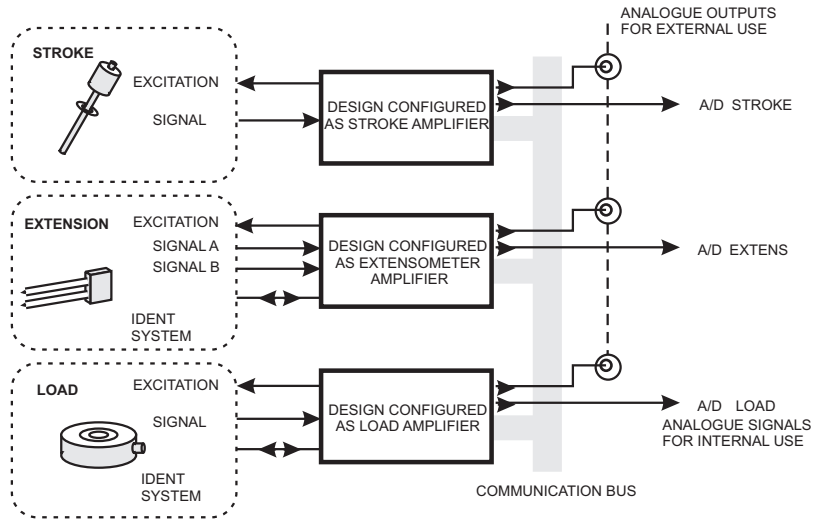 ANALOGUE OUTPUTS
FOR EXTERNAL USE
STROKE
EXCITATION
SIGNAL
DESIGN CONFIGURED
AS STROKE AMPLIFIER
A/D STROKE
EXTENSION
EXCITATION
SIGNAL A
SIGNAL B
IDENT
SYSTEM
DESIGN CONFIGURED
AS EXTENSOMETER
AMPLIFIER
A/D EXTENS
LOAD
EXCITATION
SIGNAL
IDENT
SYSTEM
DESIGN CONFIGURED
AS LOAD AMPLIFIER
A/D LOAD
ANALOGUE SIGNALS
FOR INTERNAL USE
COMMUNICATION BUS